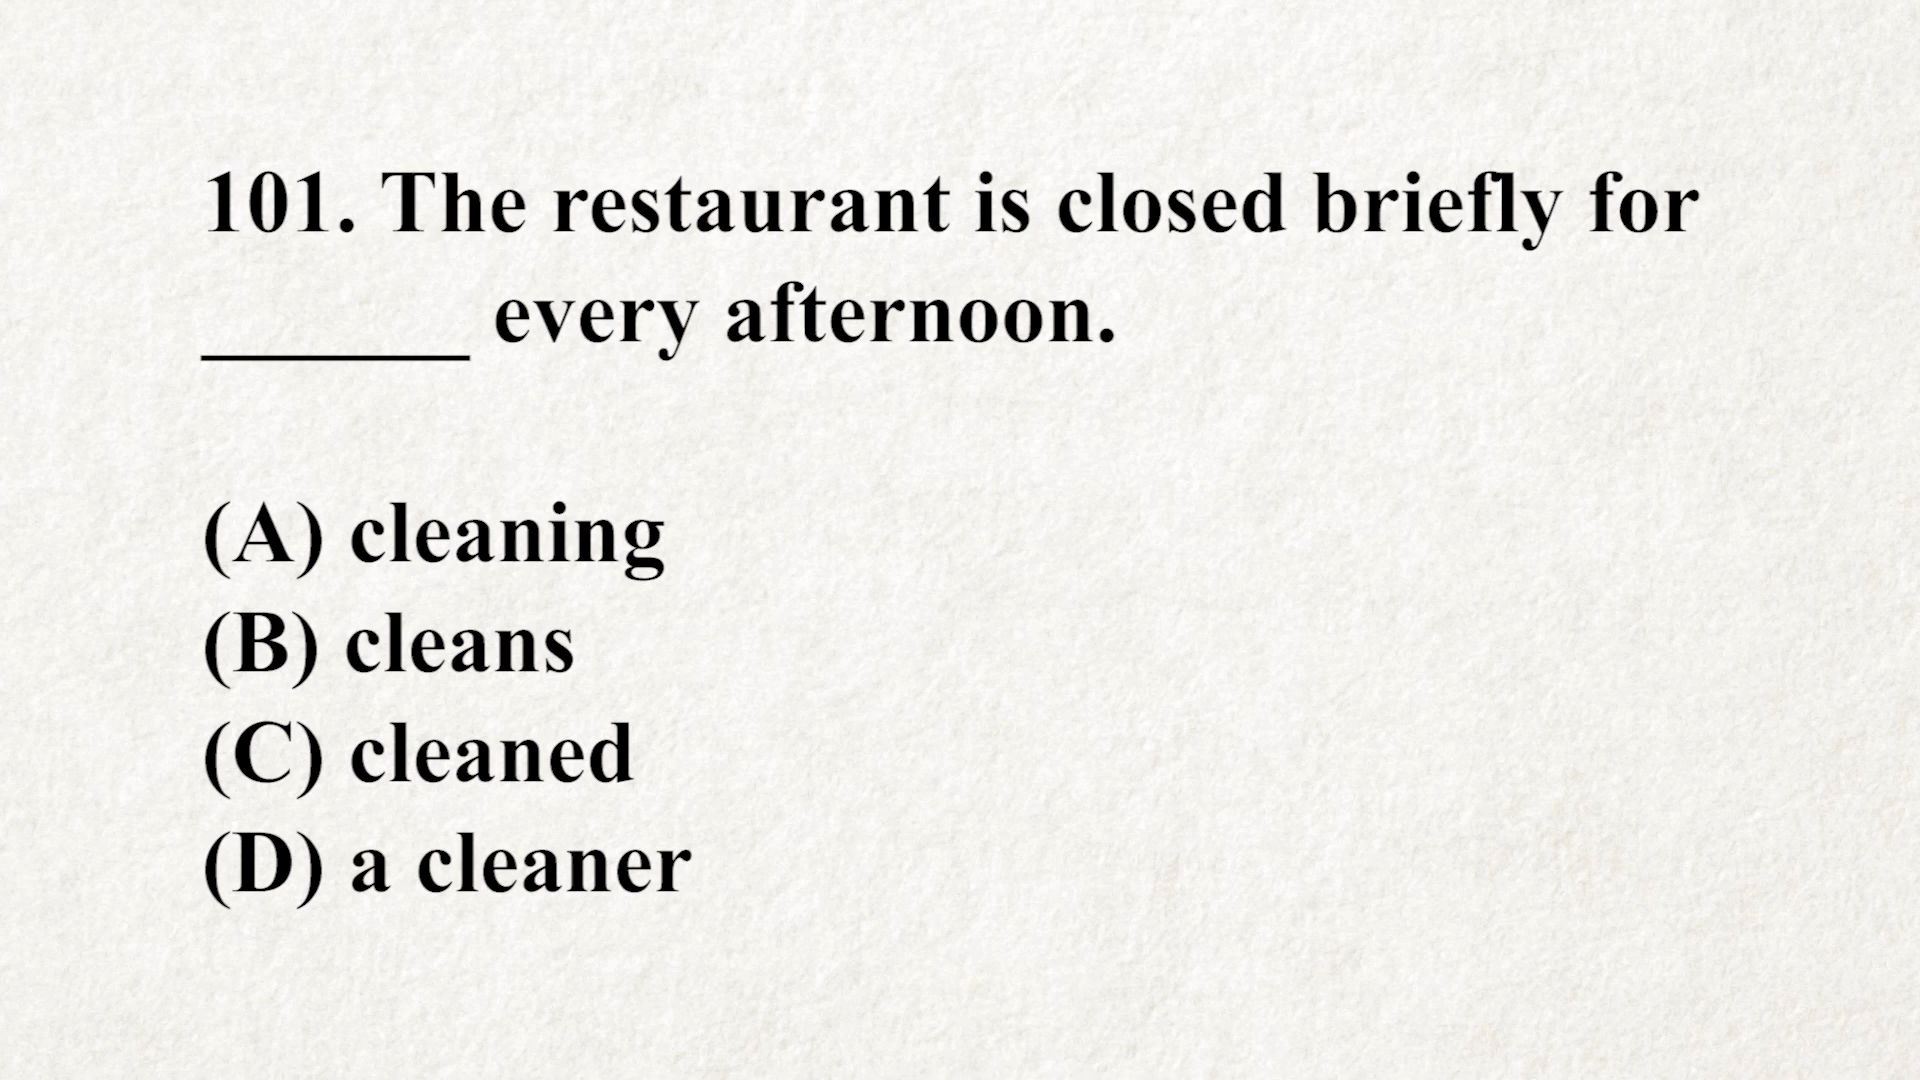 101. The restaurant is closed briefly for
______ every afternoon.
(A) cleaning
(B) cleans
(C) cleaned
(D) a cleaner